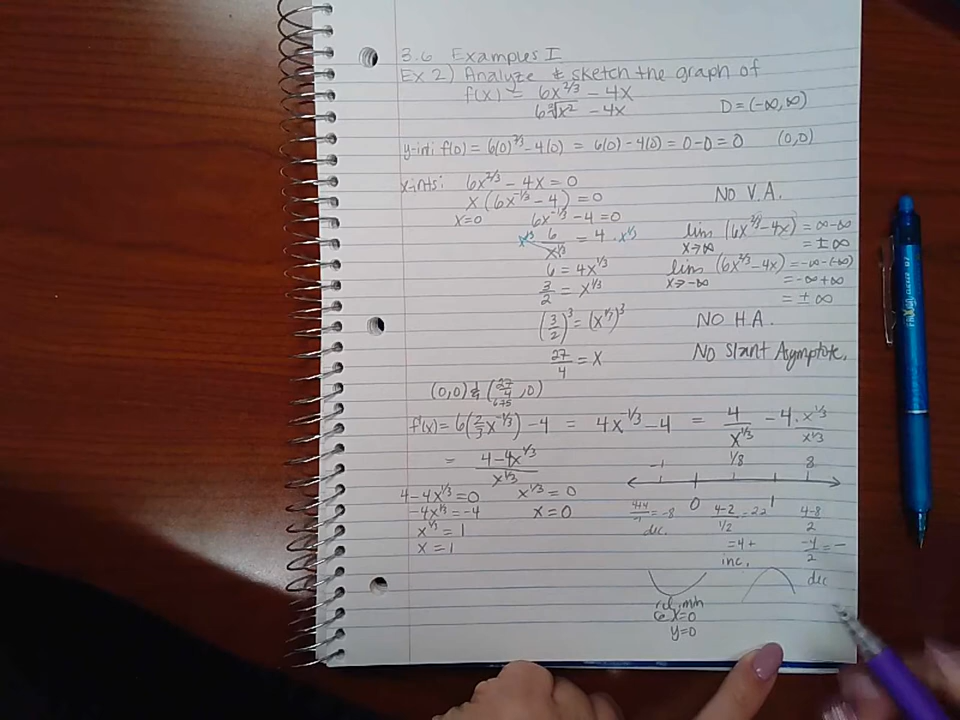 3.6 Examples I
Ex 2) Analyze & sketch the graph of
f(x) = 6x^(2/3) - 4x
6∛x² - 4x
D = (-∞,∞)
y-int: f(0) = 6(0)^(2/3) - 4(0) = 6(0) - 4(0) = 0 - 0 = 0 (0,0)
x-ints: 6x^(2/3) - 4x = 0
x(6x^(-1/3) - 4) = 0
x=0 6x^(-1/3) - 4 = 0
x^(1/3) · 6/x^(1/3) = 4 · x^(1/3)
6 = 4x^(1/3)
3/2 = x^(1/3)
(3/2)³ = (x^(1/3))³
27/4 = x
(0,0) & (27/4, 0)
6.75
No V.A.
lim x→∞ (6x^(2/3) - 4x) = ∞ - ∞
= ± ∞
lim x→-∞ (6x^(2/3) - 4x) = -∞ - (-∞)
= -∞ + ∞
= ± ∞
NO H.A.
No Slant Asymptote.
f'(x) = 6(2/3 x^(-1/3)) - 4 = 4x^(-1/3) - 4 = 4/x^(1/3) - 4 · x^(1/3)/x^(1/3)
= (4 - 4x^(1/3))/x^(1/3)
4 - 4x^(1/3) = 0 x^(1/3) = 0
-4x^(1/3) = -4 x = 0
x^(1/3) = 1
x = 1
-1 1/8 8
0 1
(4+4)/-1 = -8
dec.
(4-2)/(1/2) = 2·2
= 4 +
inc.
(4-8)/2
-4/2 = -
dec
rel. min
@ x=0
y=0